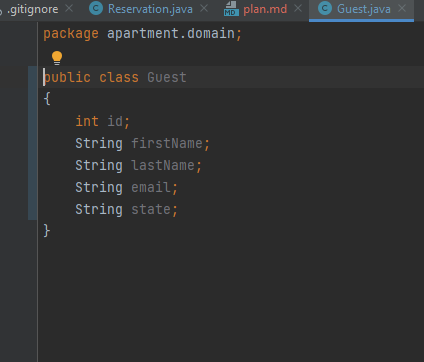 .gitignore Reservation.java plan.md Guest.java
package apartment.domain;
public class Guest
{
int id;
String firstName;
String lastName;
String email;
String state;
}